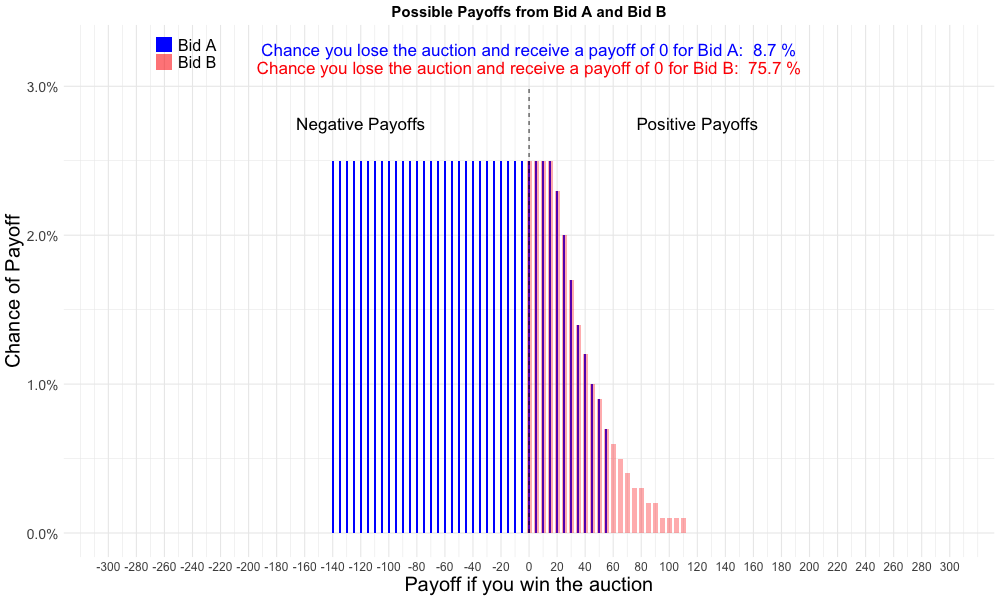 Possible Payoffs from Bid A and Bid B
Bid A
Bid B
Chance you lose the auction and receive a payoff of 0 for Bid A:  8.7 %
Chance you lose the auction and receive a payoff of 0 for Bid B:  75.7 %
Negative Payoffs
Positive Payoffs
Chance of Payoff
3.0%
2.0%
1.0%
0.0%
-300 -280 -260 -240 -220 -200 -180 -160 -140 -120 -100 -80 -60 -40 -20 0 20 40 60 80 100 120 140 160 180 200 220 240 260 280 300
Payoff if you win the auction